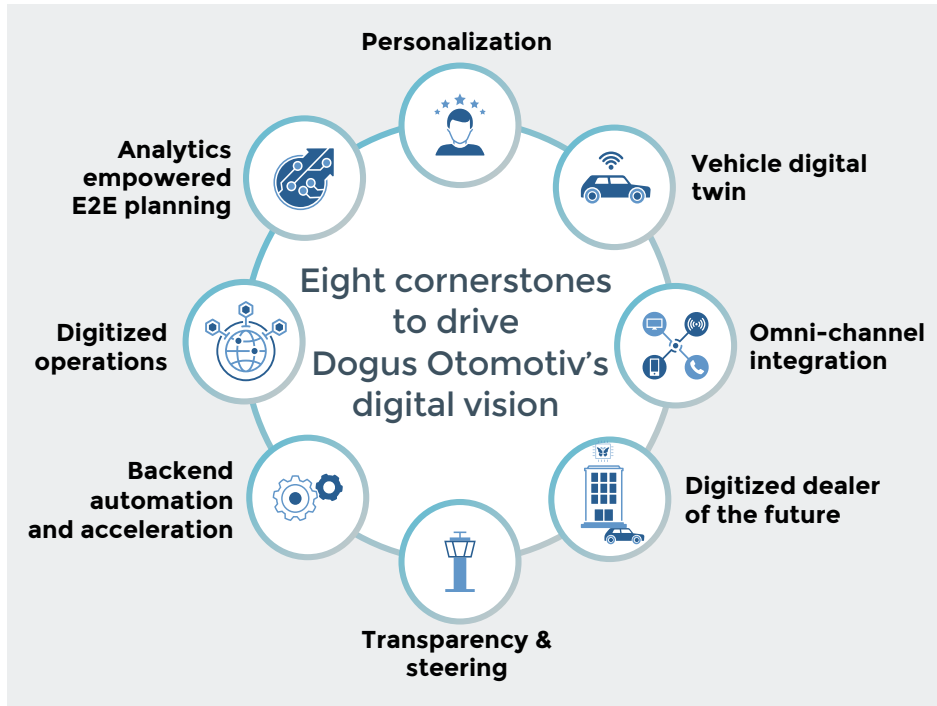 Personalization
Vehicle digital
twin
Omni-channel
integration
Digitized dealer
of the future
Transparency &
steering
Backend
automation
and acceleration
Digitized
operations
Analytics
empowered
E2E planning
Eight cornerstones
to drive
Dogus Otomotiv’s
digital vision